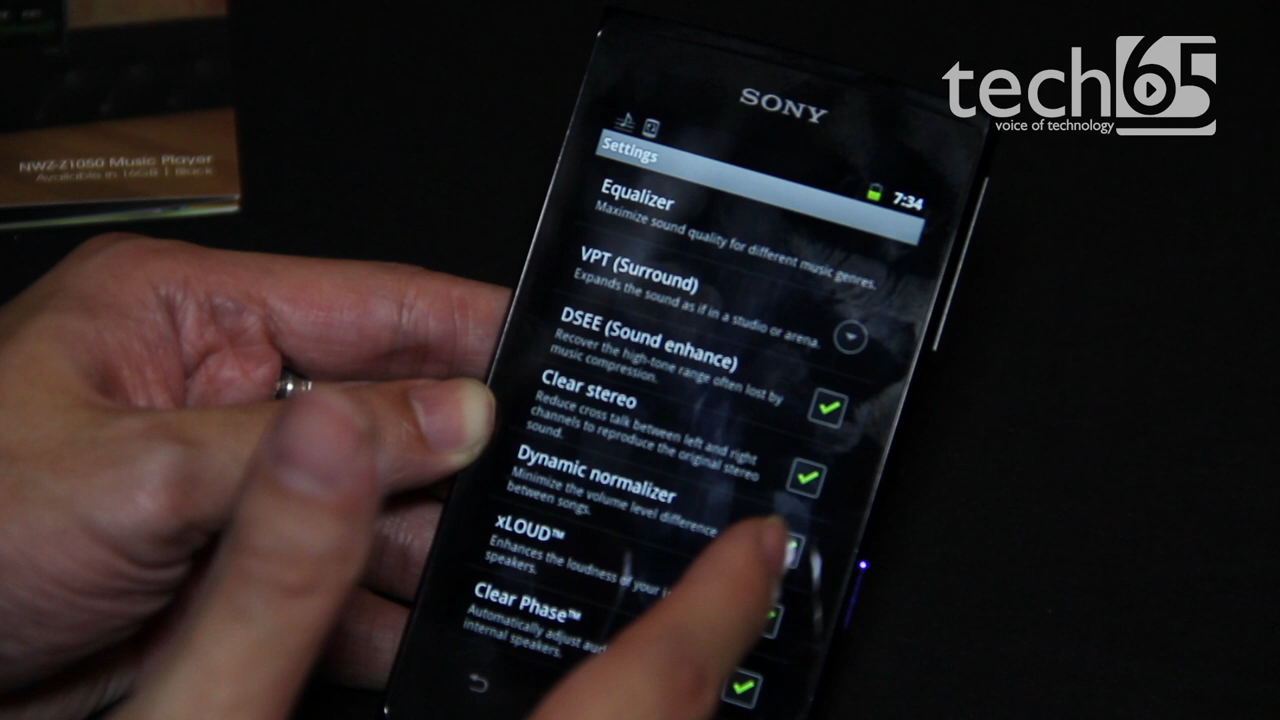 tech65
voice of technology
SONY
NWZ-Z1050 Music Player
Available in 16GB | Black
7:34
Settings
Equalizer
Maximize sound quality for different music genres.
VPT (Surround)
Expands the sound as if in a studio or arena.
DSEE (Sound enhance)
Recover the high-tone range often lost by
music compression.
Clear stereo
Reduce cross talk between left and right
channels to reproduce the original stereo
sound.
Dynamic normalizer
Minimize the volume level difference
between songs.
xLOUD™
Enhances the loudness of your
speakers.
Clear Phase™
Automatically adjust
internal speakers.